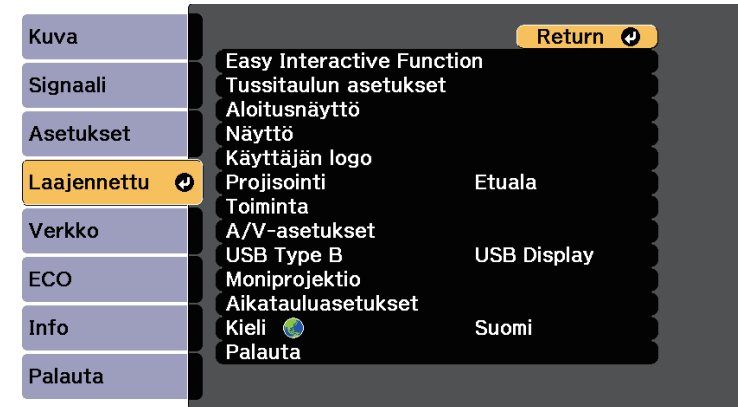 Kuva
Signaali
Asetukset
Laajennettu
Verkko
ECO
Info
Palauta
Return
Easy Interactive Function
Tussitaulun asetukset
Aloitusnäyttö
Näyttö
Käyttäjän logo
Projisointi Etuala
Toiminta
A/V-asetukset
USB Type B USB Display
Moniprojektio
Aikatauluasetukset
Kieli Suomi
Palauta